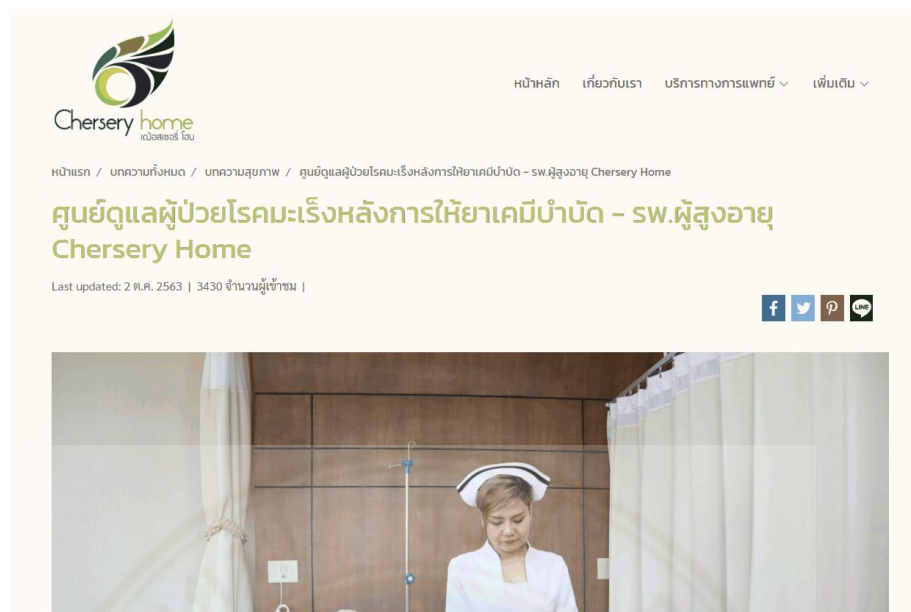 Chersery home
เฌ้อสเซอรี่ โฮม
หน้าหลัก เกี่ยวกับเรา บริการทางการแพทย์ เพิ่มเติม
หน้าแรก / บทความทั้งหมด / บทความสุขภาพ / ศูนย์ดูแลผู้ป่วยโรคมะเร็งหลังการให้ยาเคมีบำบัด - รพ.ผู้สูงอายุ Chersery Home
ศูนย์ดูแลผู้ป่วยโรคมะเร็งหลังการให้ยาเคมีบำบัด - รพ.ผู้สูงอายุ
Chersery Home
Last updated: 2 ต.ค. 2563 | 3430 จำนวนผู้เข้าชม |
LINE